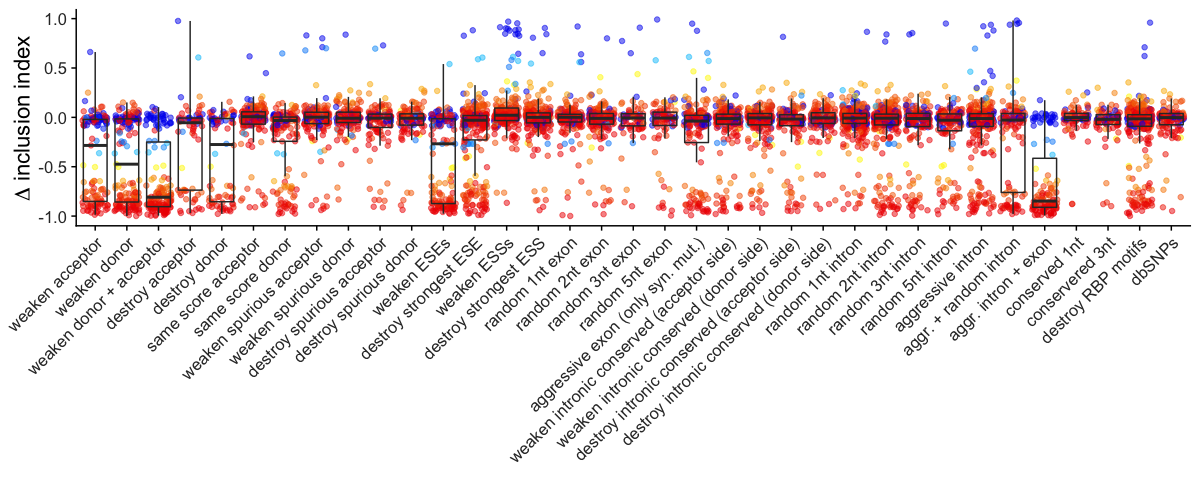 Δ inclusion index
1.0
0.5
0.0
-0.5
-1.0
weaken acceptor
weaken donor
weaken donor + acceptor
destroy acceptor
destroy donor
same score acceptor
same score donor
weaken spurious acceptor
weaken spurious donor
destroy spurious acceptor
destroy spurious donor
weaken ESEs
destroy strongest ESE
weaken ESSs
destroy strongest ESS
random 1nt exon
random 2nt exon
random 3nt exon
random 5nt exon
aggressive exon (only syn. mut.)
weaken intronic conserved (acceptor side)
weaken intronic conserved (donor side)
destroy intronic conserved (acceptor side)
destroy intronic conserved (donor side)
random 1nt intron
random 2nt intron
random 3nt intron
random 5nt intron
aggressive intron
aggr. + random intron
aggr. intron + exon
conserved 1nt
conserved 3nt
destroy RBP motifs
dbSNPs